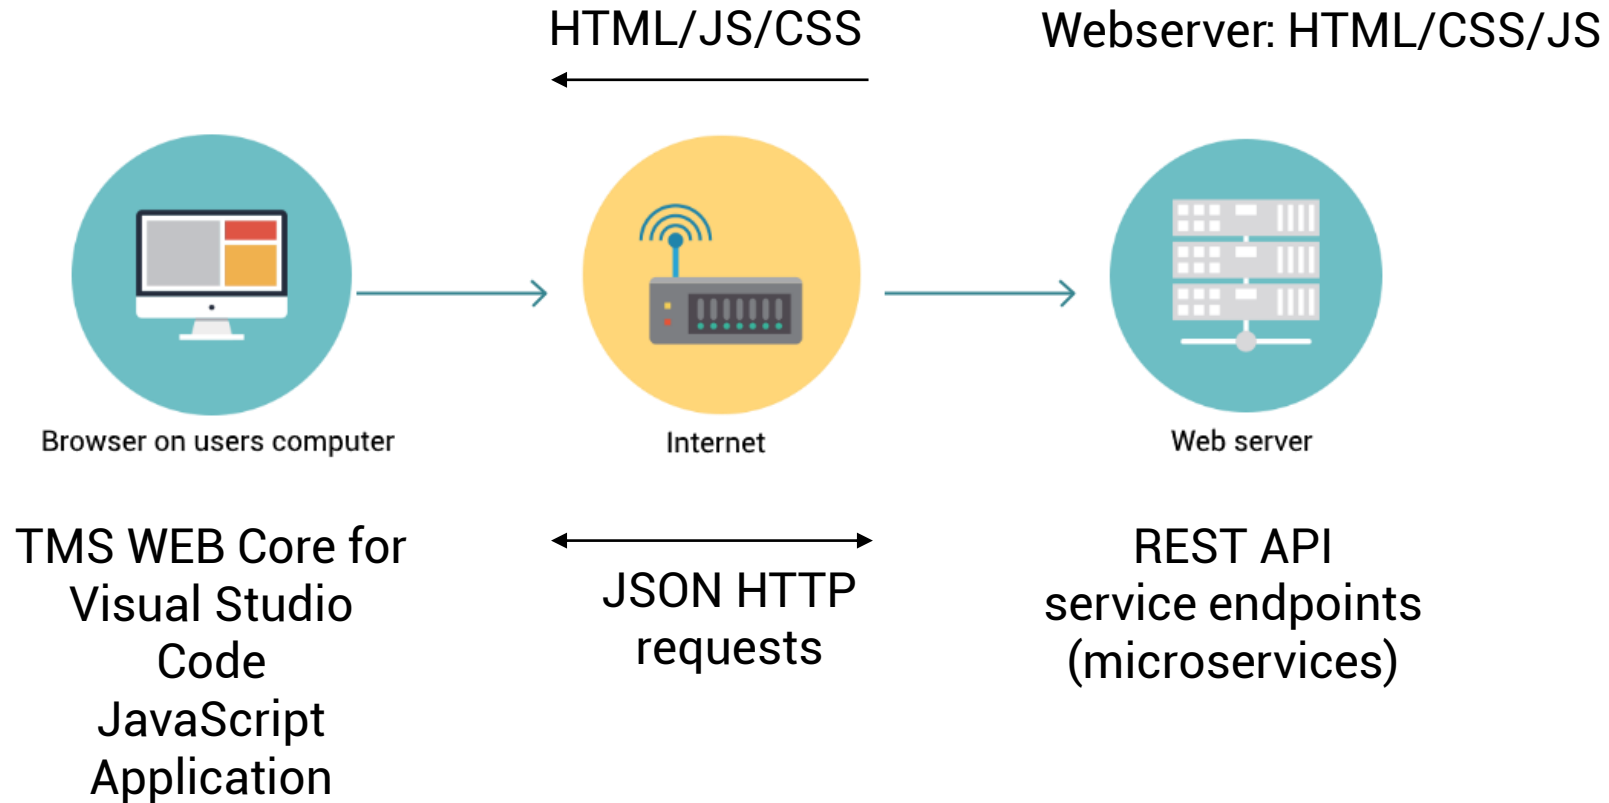 HTML/JS/CSS
Webserver: HTML/CSS/JS
Browser on users computer
Internet
Web server
TMS WEB Core for
Visual Studio
Code
JavaScript
Application
JSON HTTP
requests
REST API
service endpoints
(microservices)